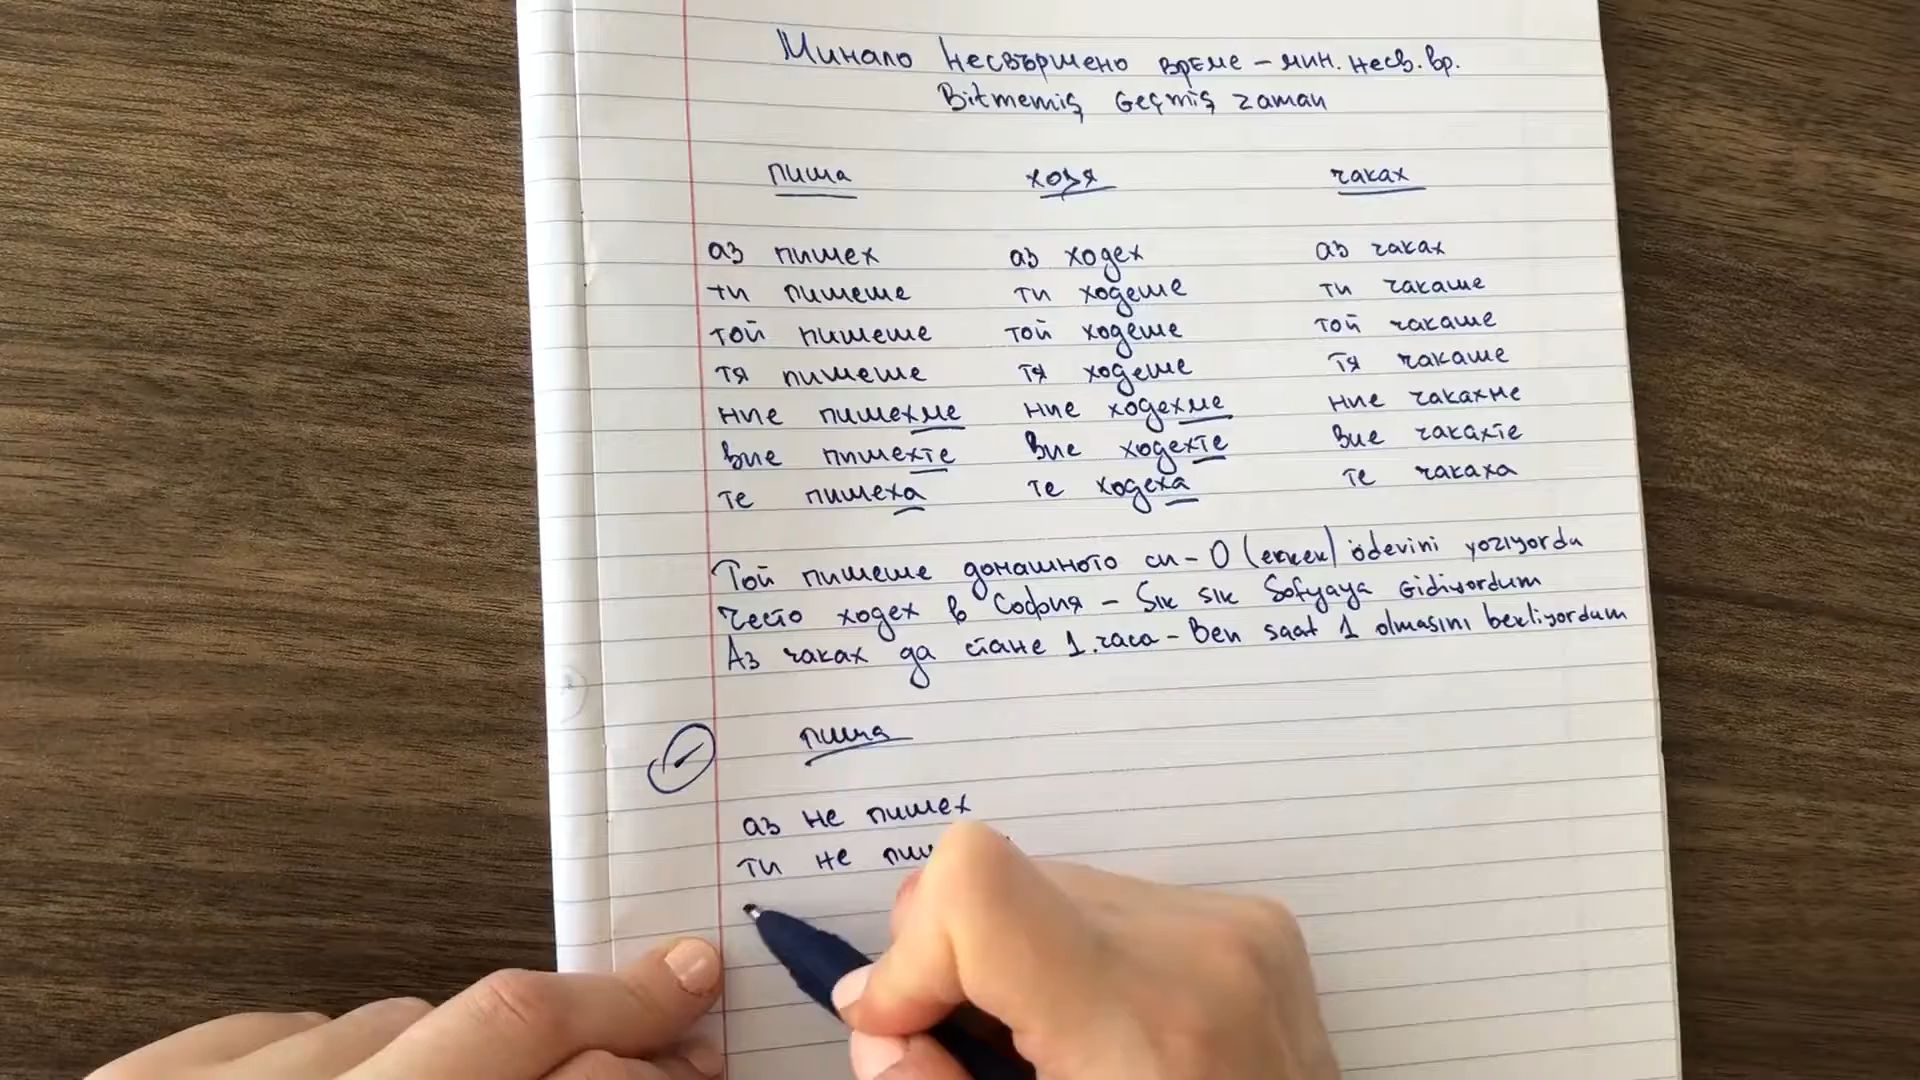 Минало несвършено време - мин. несв. вр.
Bitmemiş Geçmiş zaman
пиша ходя чаках
аз пишех аз ходех аз чаках
ти пишеше ти ходеше ти чакаше
той пишеше той ходеше той чакаше
тя пишеше тя ходеше тя чакаше
ние пишехме ние ходехме ние чакахме
вие пишехте вие ходехте вие чакахте
те пишеха те ходеха те чакаха
Той пишеше домашното си - O (erkek) ödevini yazıyordu
Често ходех в София - Sık sık Sofyaya Gidiyordum
Аз чаках да стане 1. часа - Ben saat 1 olmasını bekliyordum
пиша
аз не пишех
ти не